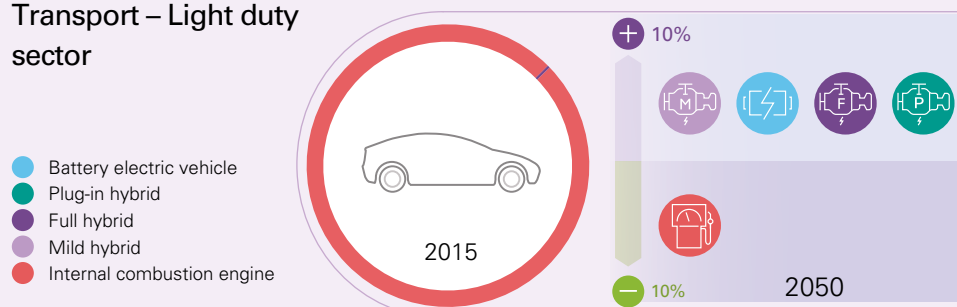 Transport – Light duty
sector
Battery electric vehicle
Plug-in hybrid
Full hybrid
Mild hybrid
Internal combustion engine
2015
+ 10%
M
F
P
– 10%
2050